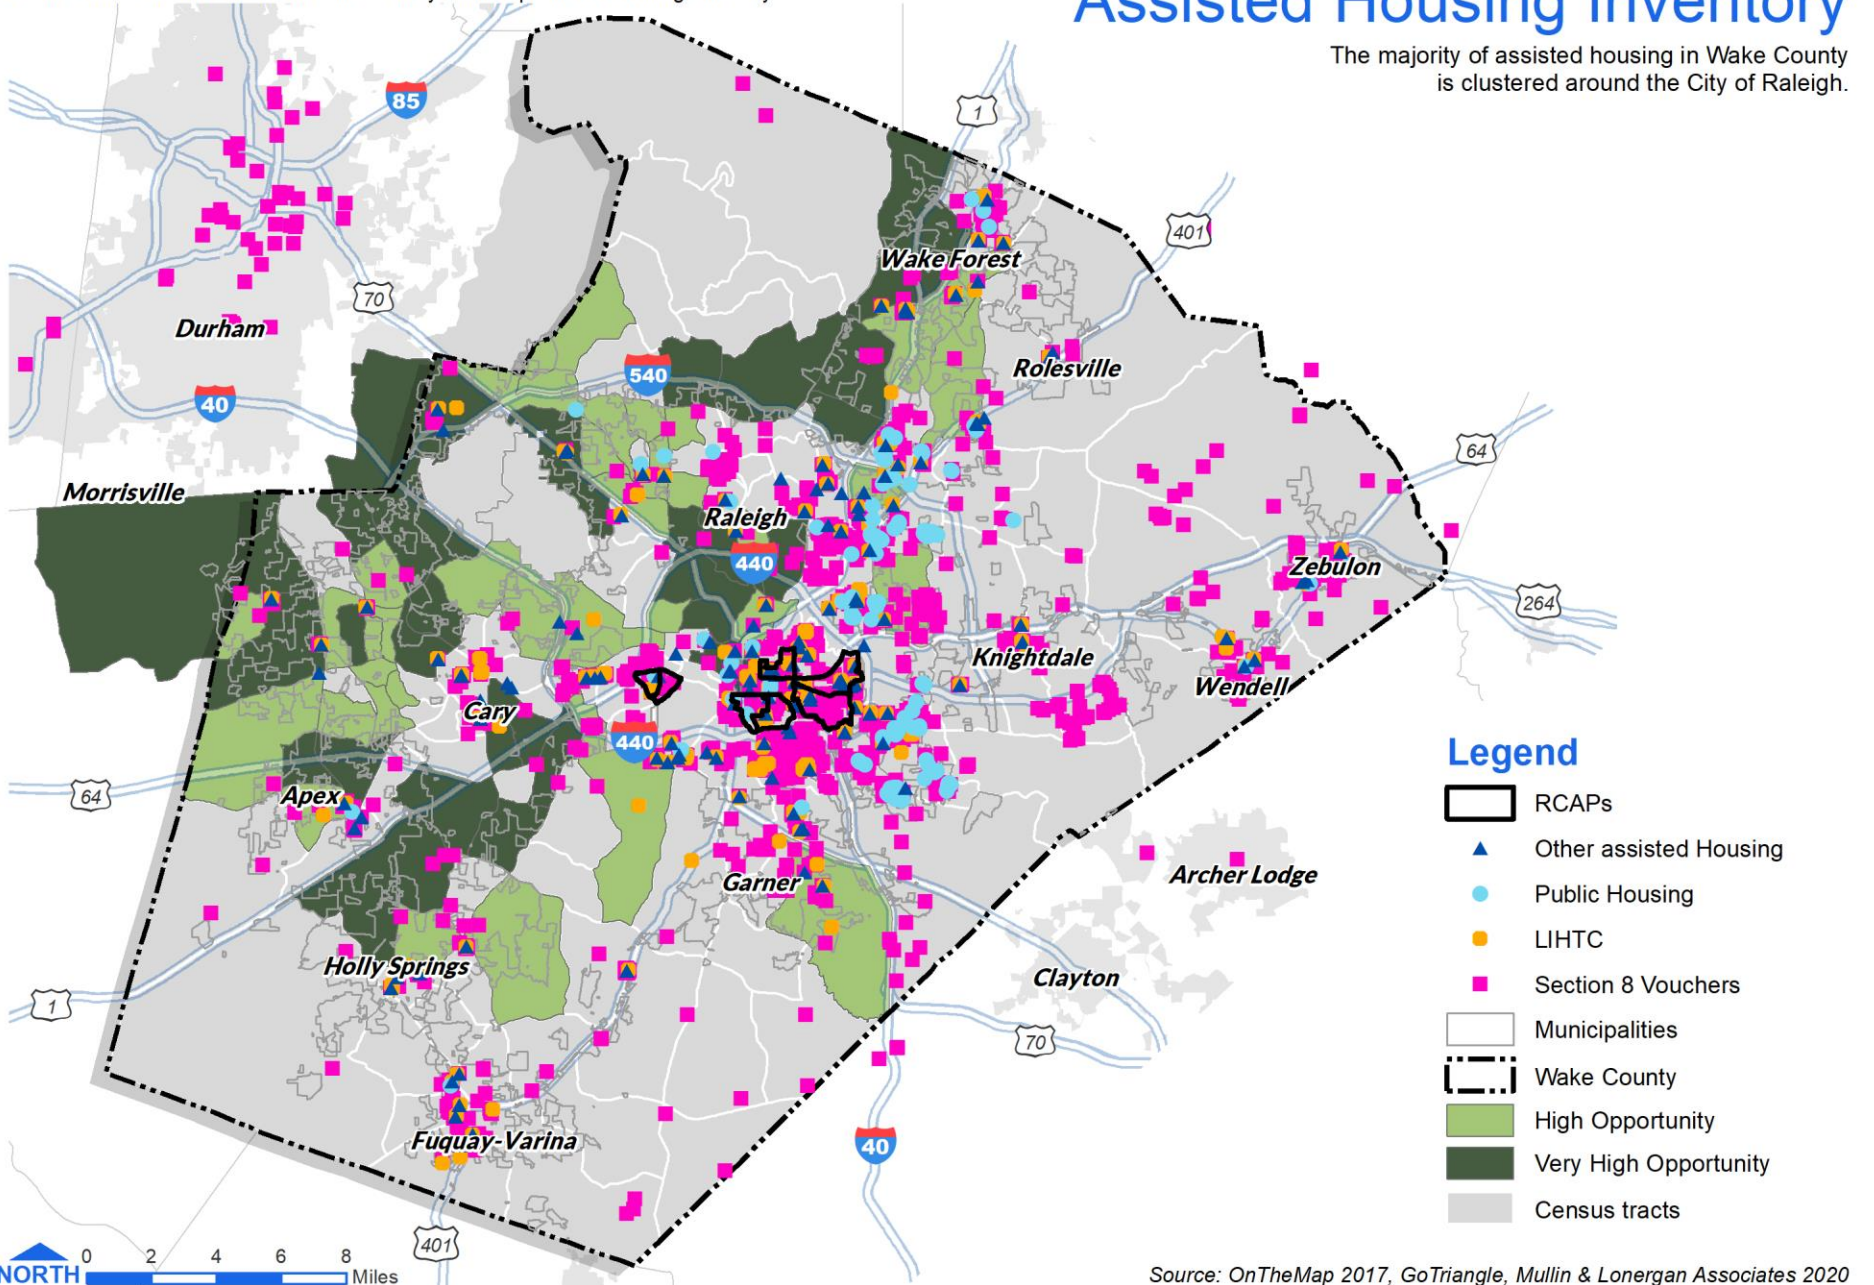 Assisted Housing Inventory
The majority of assisted housing in Wake County
is clustered around the City of Raleigh.
85
1
401
Wake Forest
70
Durham
540
Rolesville
40
64
Morrisville
Raleigh
440
Zebulon
264
Knightdale
Wendell
Cary
440
64
Apex
Garner
Archer Lodge
Holly Springs
Clayton
1
70
Fuquay-Varina
40
401
Legend
RCAPs
Other assisted Housing
Public Housing
LIHTC
Section 8 Vouchers
Municipalities
Wake County
High Opportunity
Very High Opportunity
Census tracts
NORTH
0 2 4 6 8
Miles
Source: OnTheMap 2017, GoTriangle, Mullin & Lonergan Associates 2020